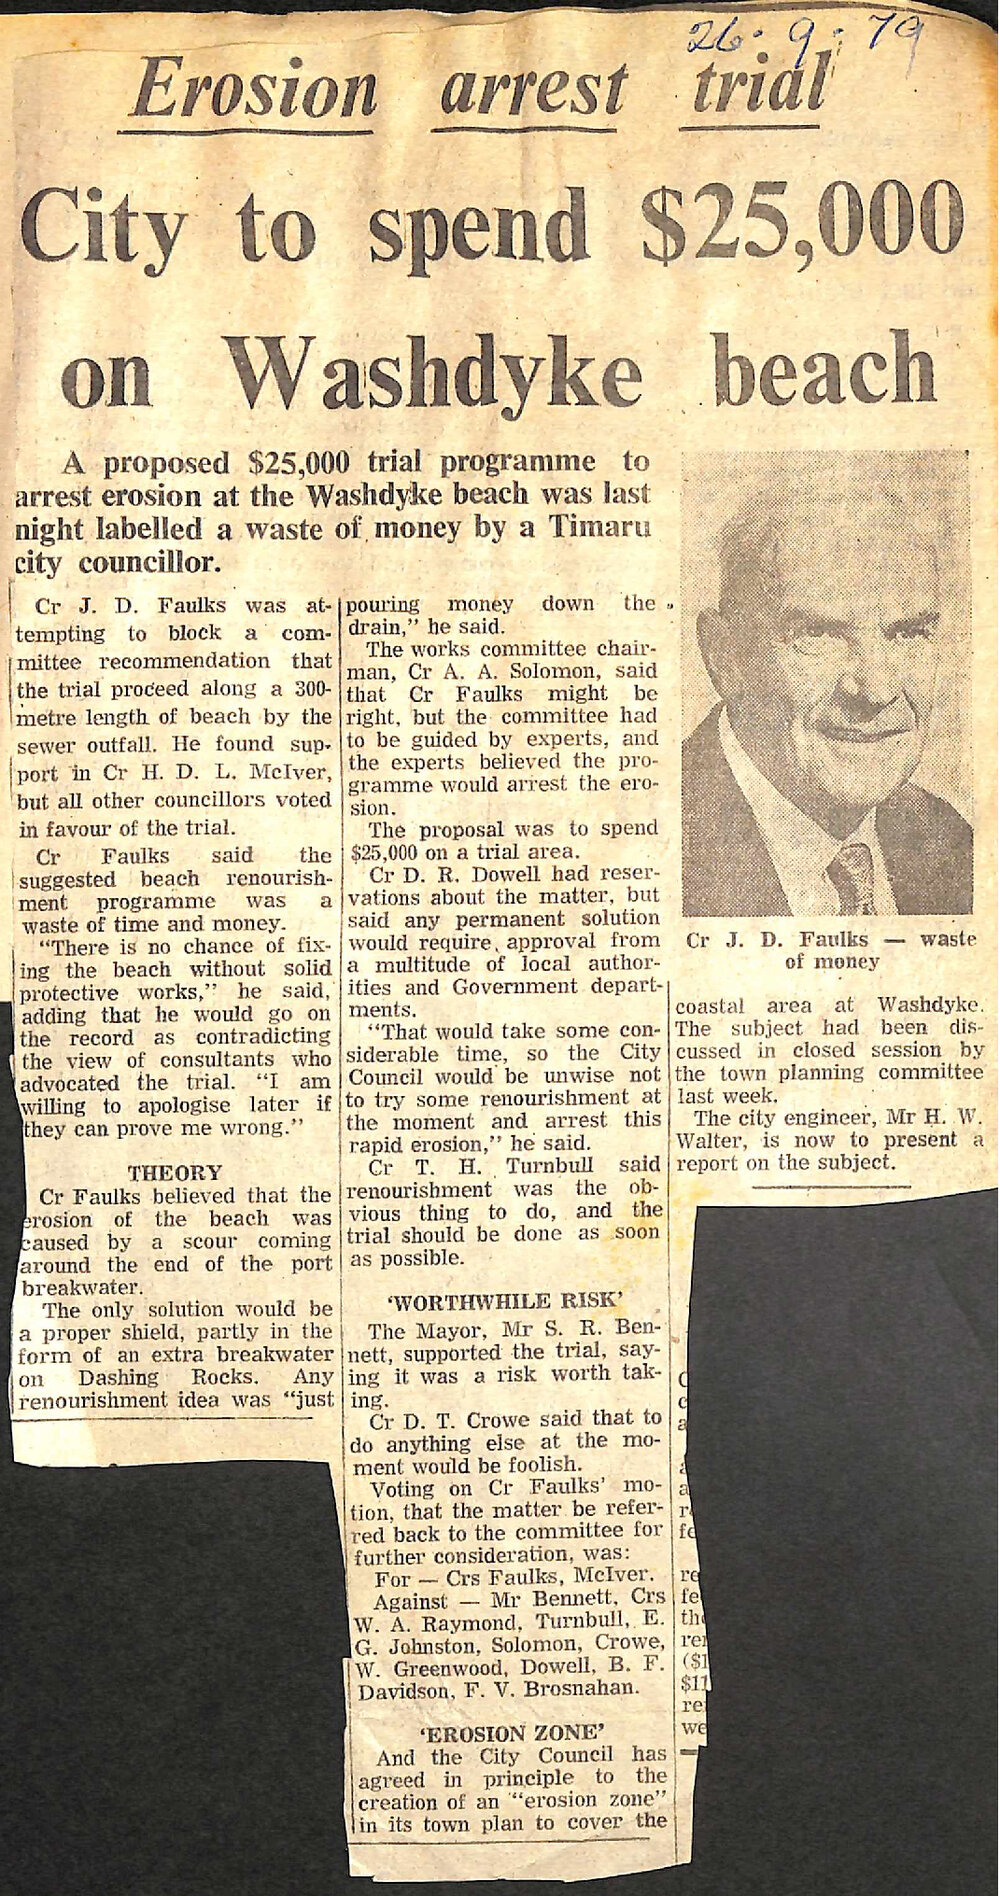 26. 9. 79
Erosion arrest trial
City to spend $25,000
on Washdyke beach
A proposed $25,000 trial programme to
arrest erosion at the Washdyke beach was last
night labelled a waste of money by a Timaru
city councillor.
Cr J. D. Faulks was at-
tempting to block a com-
mittee recommendation that
the trial proceed along a 300-
metre length of beach by the
sewer outfall. He found sup-
port in Cr H. D. L. McIver,
but all other councillors voted
in favour of the trial.
Cr Faulks said the
suggested beach renourish-
ment programme was a
waste of time and money.
"There is no chance of fix-
ing the beach without solid
protective works," he said,
adding that he would go on
the record as contradicting
the view of consultants who
advocated the trial. "I am
willing to apologise later if
they can prove me wrong."
THEORY
Cr Faulks believed that the
erosion of the beach was
caused by a scour coming
around the end of the port
breakwater.
The only solution would be
a proper shield, partly in the
form of an extra breakwater
on Dashing Rocks. Any
renourishment idea was "just
pouring money down the
drain," he said.
The works committee chair-
man, Cr A. A. Solomon, said
that Cr Faulks might be
right, but the committee had
to be guided by experts, and
the experts believed the pro-
gramme would arrest the ero-
sion.
The proposal was to spend
$25,000 on a trial area.
Cr D. R. Dowell had reser-
vations about the matter, but
said any permanent solution
would require approval from
a multitude of local author-
ities and Government depart-
ments.
"That would take some con-
siderable time, so the City
Council would be unwise not
to try some renourishment at
the moment and arrest this
rapid erosion," he said.
Cr T. H. Turnbull said
renourishment was the ob-
vious thing to do, and the
trial should be done as soon
as possible.
'WORTHWHILE RISK'
The Mayor, Mr S. R. Ben-
nett, supported the trial, say-
ing it was a risk worth tak-
ing.
Cr D. T. Crowe said that to
do anything else at the mo-
ment would be foolish.
Voting on Cr Faulks' mo-
tion, that the matter be refer-
red back to the committee for
further consideration, was:
For — Crs Faulks, McIver.
Against — Mr Bennett, Crs
W. A. Raymond, Turnbull, E.
G. Johnston, Solomon, Crowe,
W. Greenwood, Dowell, B. F.
Davidson, F. V. Brosnahan.
'EROSION ZONE'
And the City Council has
agreed in principle to the
creation of an "erosion zone"
in its town plan to cover the
Cr J. D. Faulks — waste
of money
coastal area at Washdyke.
The subject had been dis-
cussed in closed session by
the town planning committee
last week.
The city engineer, Mr H. W.
Walter, is now to present a
report on the subject.
re
fe
($1
$11
we